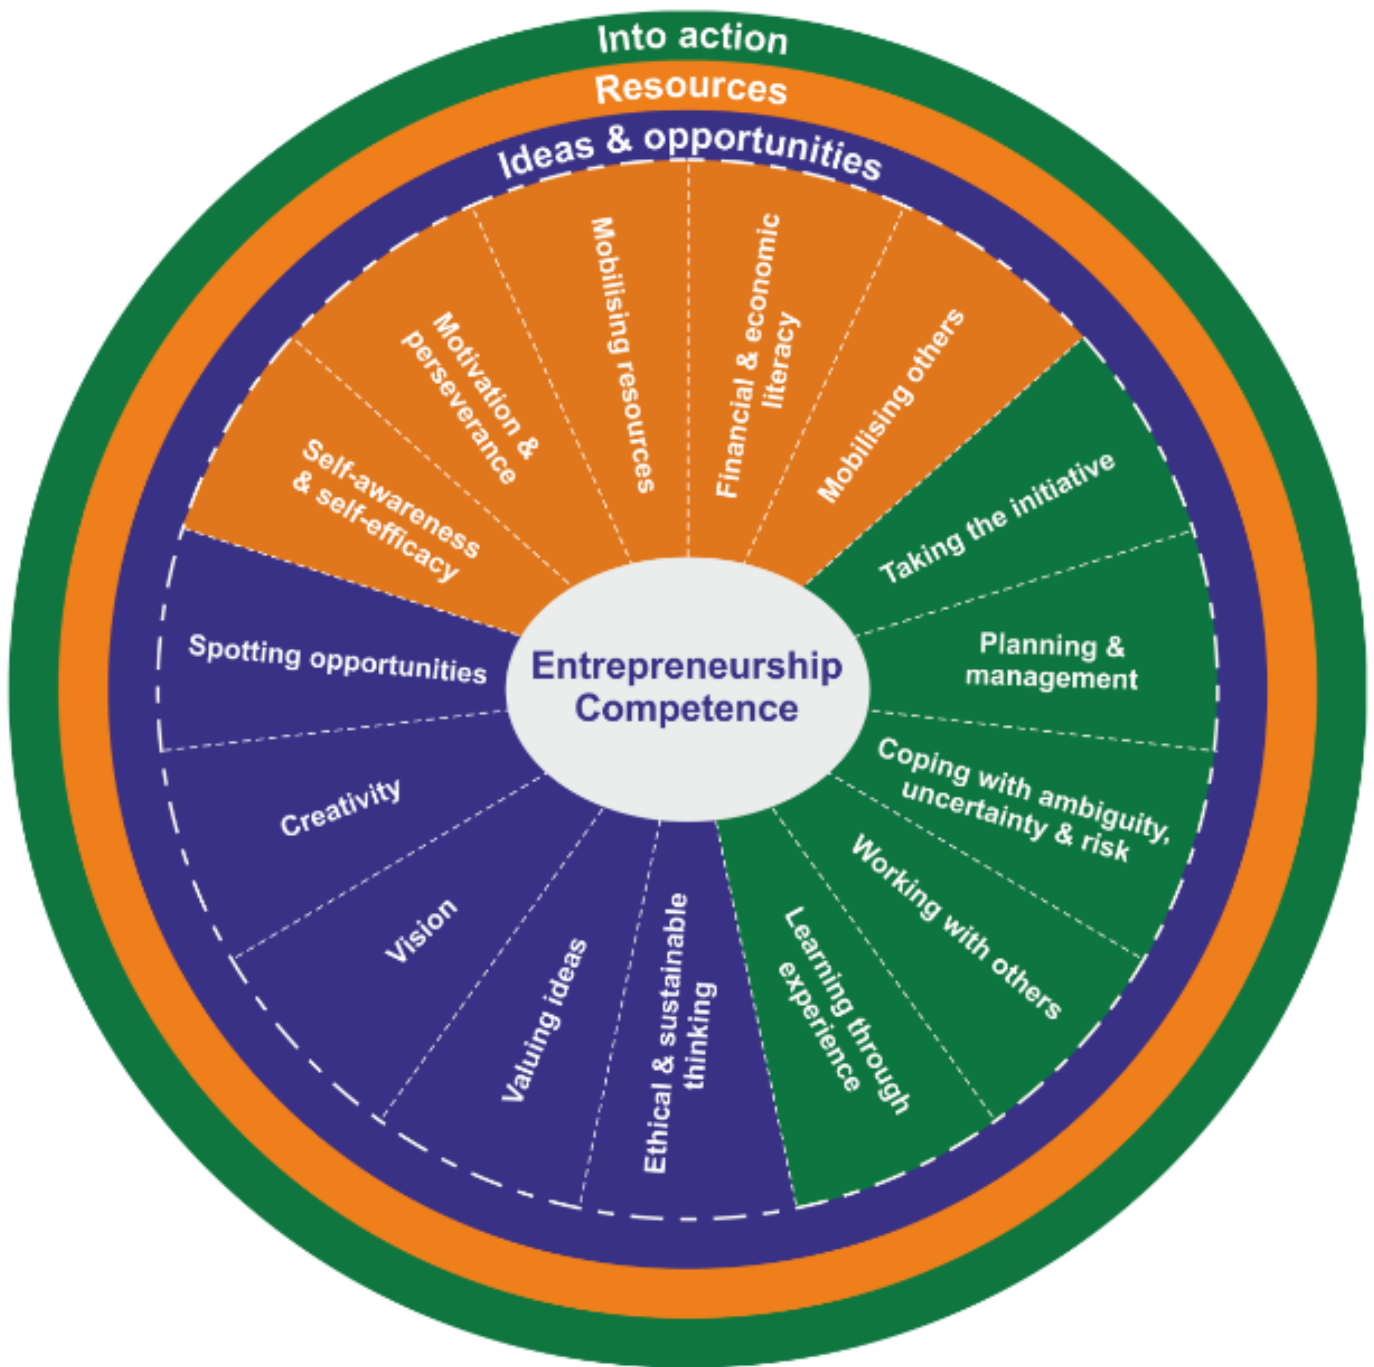 Into action
Resources
Ideas & opportunities
Mobilising resources
Financial & economic
literacy
Mobilising others
Motivation &
perseverance
Self-awareness
& self-efficacy
Taking the initiative
Planning &
management
Coping with ambiguity,
uncertainty & risk
Working with others
Learning through
experience
Ethical & sustainable
thinking
Valuing ideas
Vision
Creativity
Spotting opportunities
Entrepreneurship
Competence